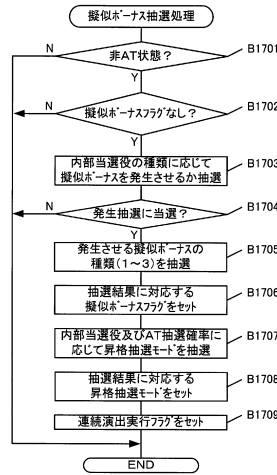 擬似ボーナス抽選処理
N
非AT状態?
B1701
Y
N
擬似ボーナスフラグなし?
B1702
Y
内部当選役の種類に応じて
擬似ボーナスを発生させるか抽選
B1703
N
発生抽選に当選?
B1704
Y
発生させる擬似ボーナスの
種類(1~3)を抽選
B1705
抽選結果に対応する
擬似ボーナスフラグをセット
B1706
内部当選役及びAT抽選確率に
応じて昇格抽選モードを抽選
B1707
抽選結果に対応する
昇格抽選モードをセット
B1708
連続演出実行フラグをセット
B1709
END